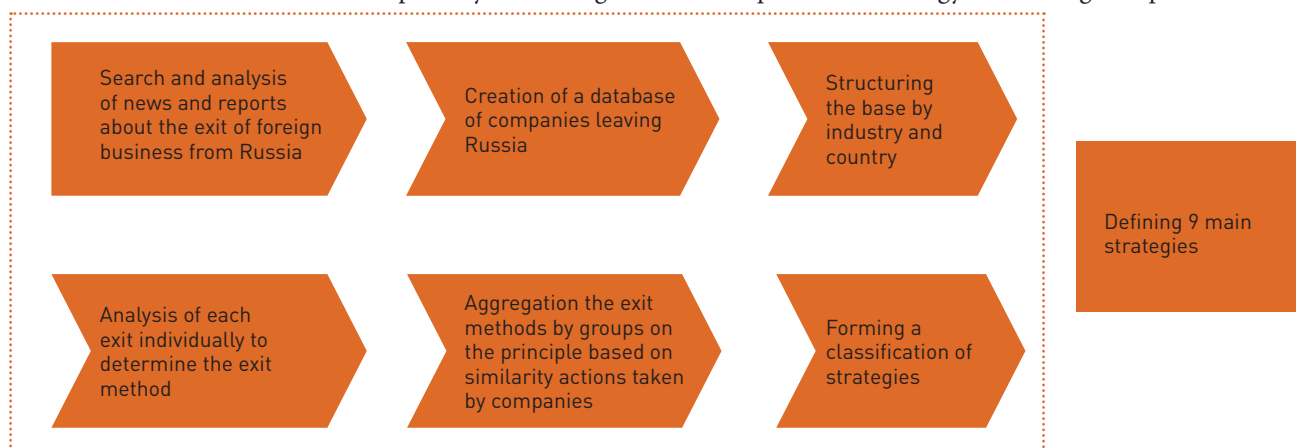 Search and analysis
of news and reports
about the exit of foreign
business from Russia
Creation of a database
of companies leaving
Russia
Structuring
the base by
industry and
country
Defining 9 main
strategies
Analysis of each
exit individually to
determine the exit
method
Aggregation the exit
methods by groups on
the principle based on
similarity actions taken
by companies
Forming a
classification of
strategies